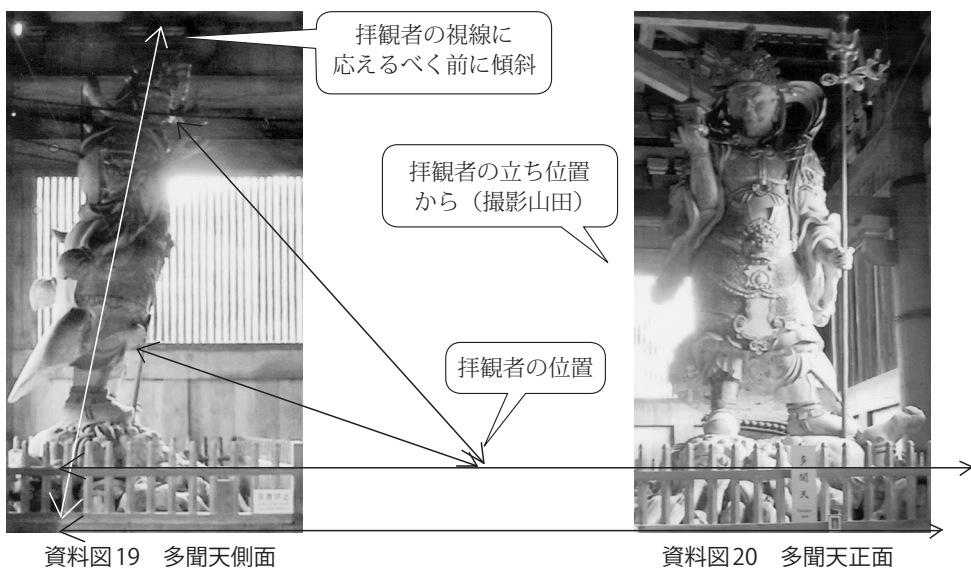 拝観者の視線に
応えるべく前に傾斜
拝観者の立ち位置
から（撮影山田）
拝観者の位置
多聞天
資料図19　多聞天側面
資料図20　多聞天正面